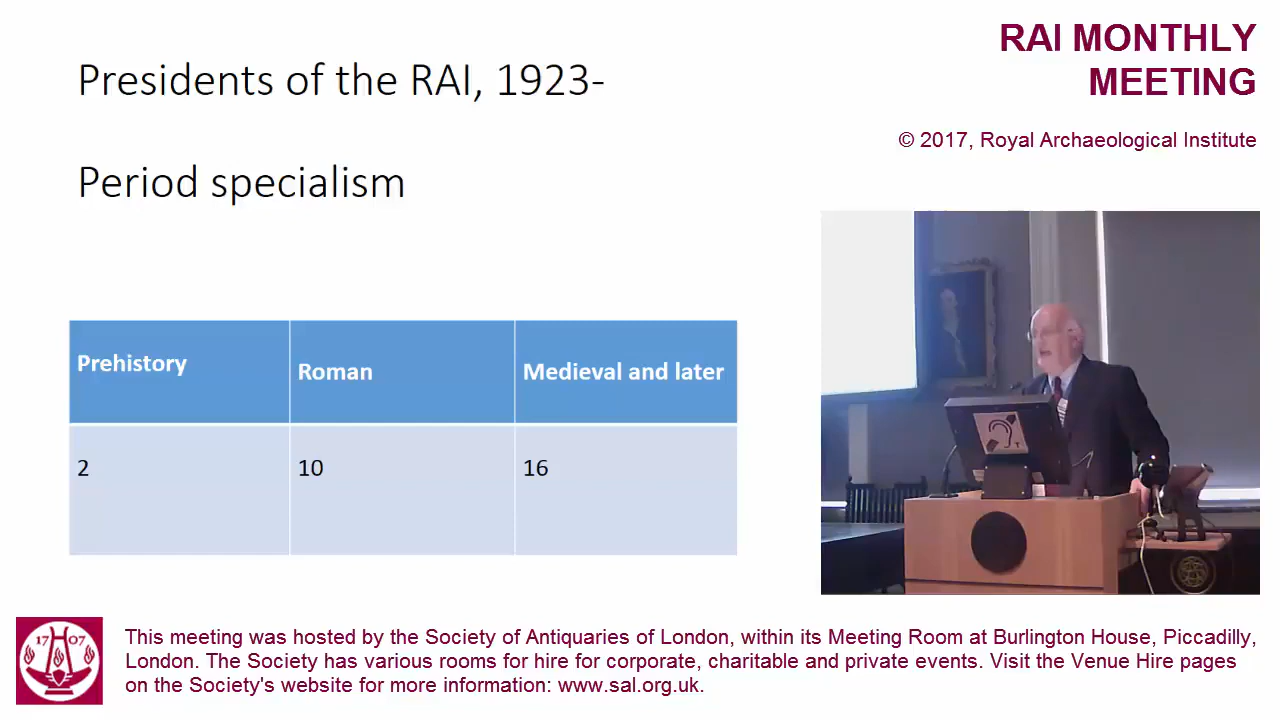 Presidents of the RAI, 1923-
Period specialism
RAI MONTHLY
MEETING
© 2017, Royal Archaeological Institute
Prehistory
Roman
Medieval and later
2
10
16
T
17 07
This meeting was hosted by the Society of Antiquaries of London, within its Meeting Room at Burlington House, Piccadilly,
London. The Society has various rooms for hire for corporate, charitable and private events. Visit the Venue Hire pages
on the Society's website for more information: www.sal.org.uk.